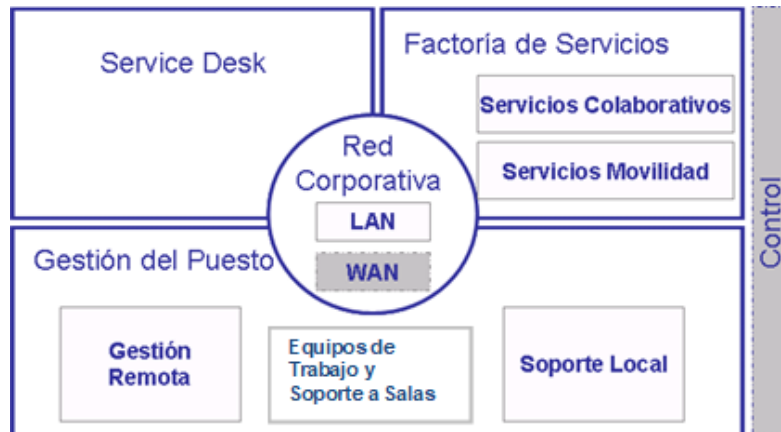 Service Desk
Factoría de Servicios
Servicios Colaborativos
Servicios Movilidad
Red
Corporativa
LAN
WAN
Gestión del Puesto
Gestión
Remota
Equipos de
Trabajo y
Soporte a Salas
Soporte Local
Control